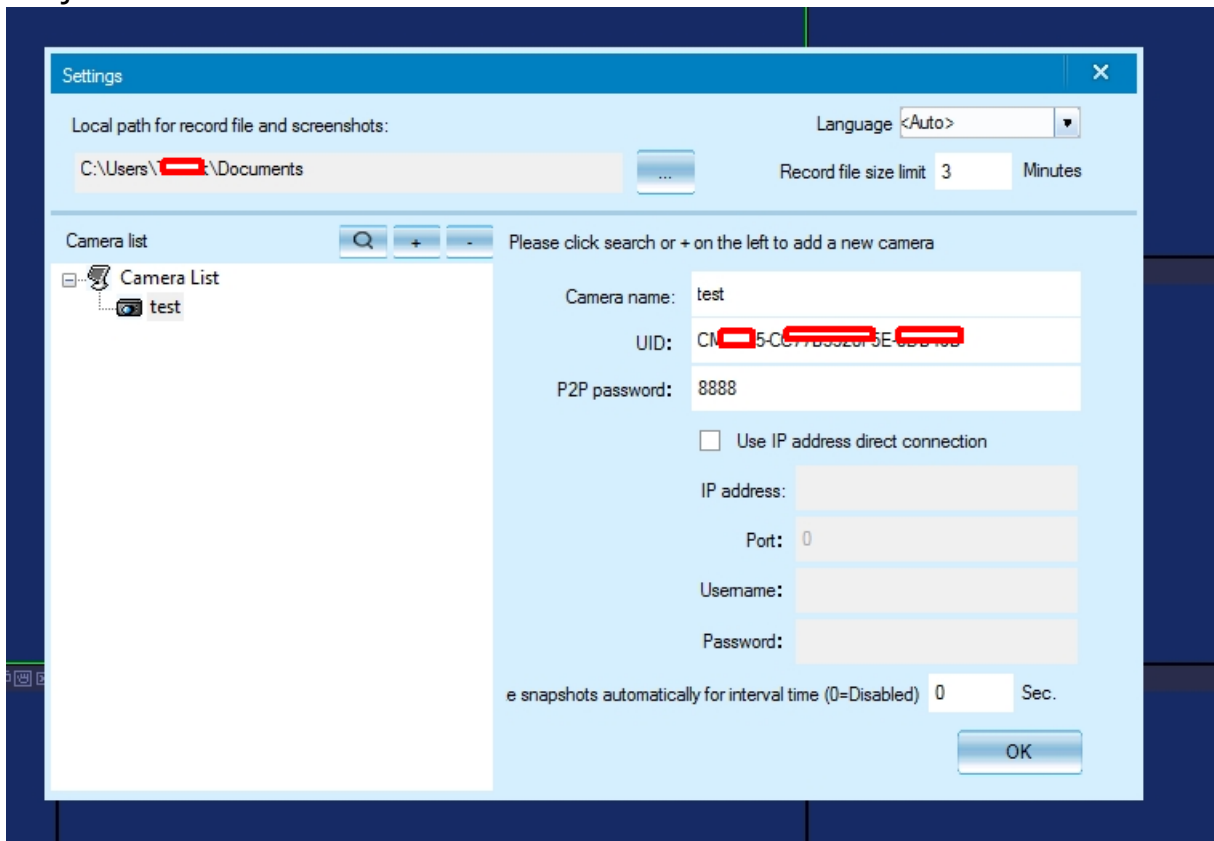 Settings
Local path for record file and screenshots:
Language <Auto>
C:\Users\ \Documents
...
Record file size limit 3 Minutes
Camera list
+ -
Please click search or + on the left to add a new camera
Camera List
test
Camera name: test
UID:
P2P password: 8888
Use IP address direct connection
IP address:
Port: 0
Username:
Password:
e snapshots automatically for interval time (0=Disabled) 0 Sec.
OK